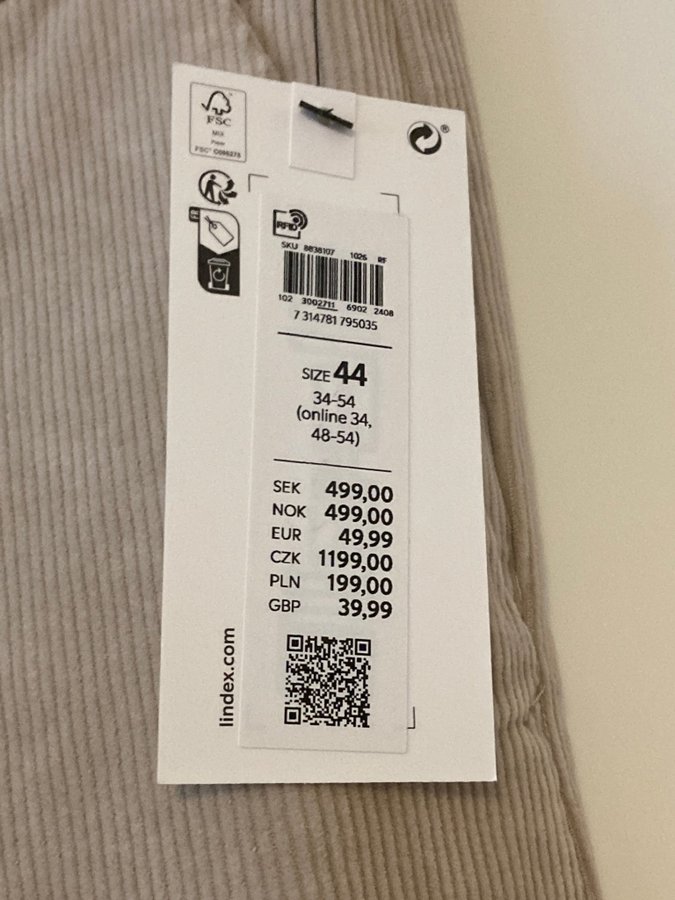 FSC
MIX
Paper
FSC® C095275
RFID
SKU 8838107 1026 RF
102 3002711 6902 2408
7 314781 795035
SIZE 44
34-54
(online 34,
48-54)
SEK 499,00
NOK 499,00
EUR 49,99
CZK 1199,00
PLN 199,00
GBP 39,99
lindex.com